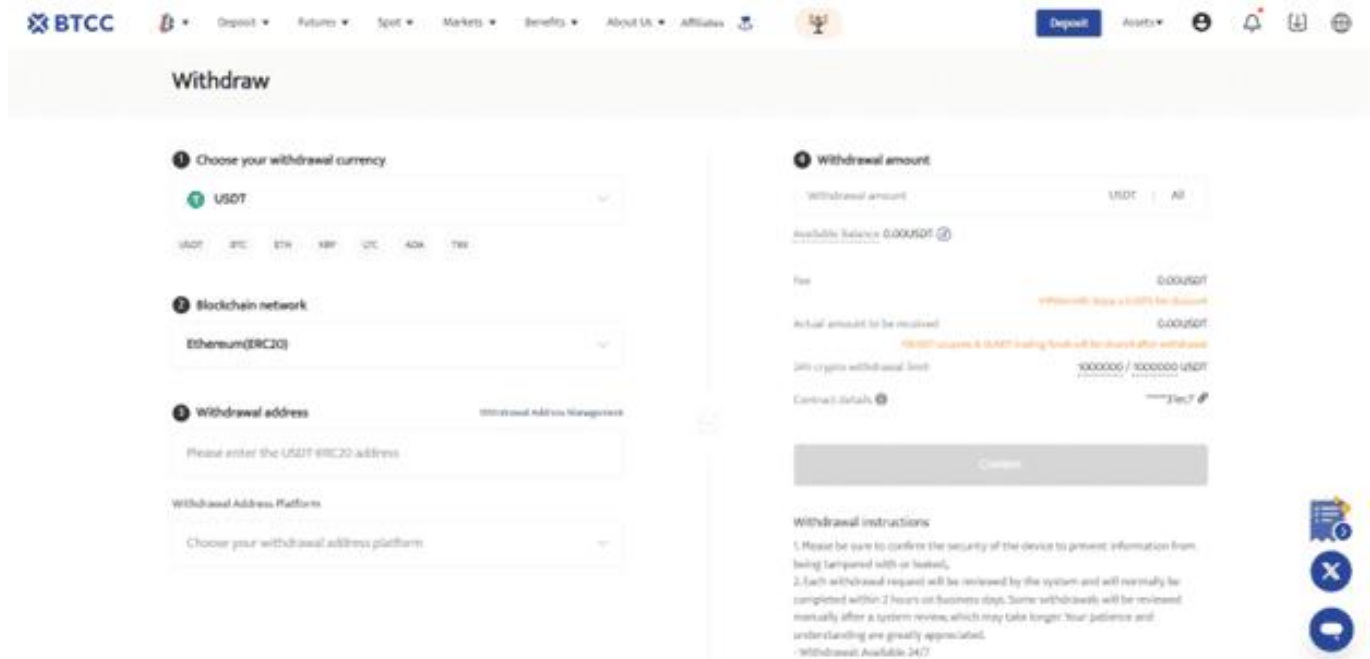 BTCC
Deposit
Futures
Spot
Markets
Benefits
About Us
Affiliates
Deposit
Assets
Withdraw
1 Choose your withdrawal currency
USDT
USDT BTC ETH XRP LTC ADA TRX
2 Blockchain network
Ethereum(ERC20)
3 Withdrawal address
Withdrawal Address Management
Please enter the USDT ERC20 address
Withdrawal Address Platform
Choose your withdrawal address platform
4 Withdrawal amount
Withdrawal amount USDT | All
Available Balance 0.00USDT
Fee 0.00USDT
Actual amount to be received 0.00USDT
24h crypto withdrawal limit 1000000 / 1000000 USDT
Contract details
Confirm
Withdrawal instructions
1. Please be sure to confirm the security of the device to prevent information from
being tampered with or leaked.
2. Each withdrawal request will be reviewed by the system and will normally be
completed within 2 hours on business days. Some withdrawals will be reviewed
manually after a system review, which may take longer. Your patience and
understanding are greatly appreciated.
- Withdrawals Available 24/7